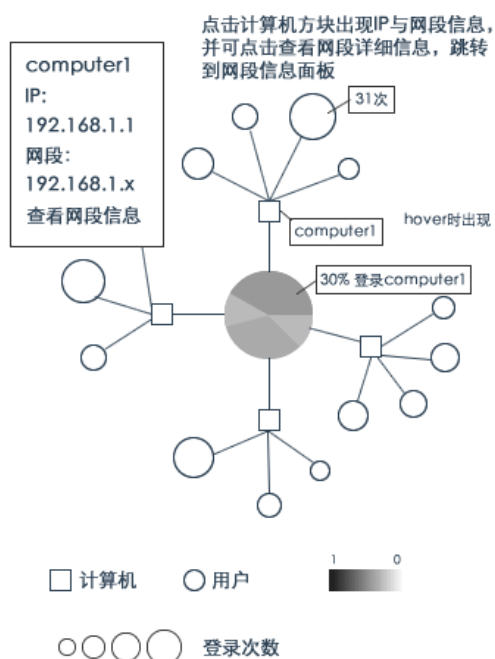 点击计算机方块出现IP与网段信息，
并可点击查看网段详细信息，跳转
到网段信息面板
computer1
IP:
192.168.1.1
网段：
192.168.1.x
查看网段信息
31次
computer1
hover时出现
30% 登录computer1
计算机
用户
1
0
登录次数